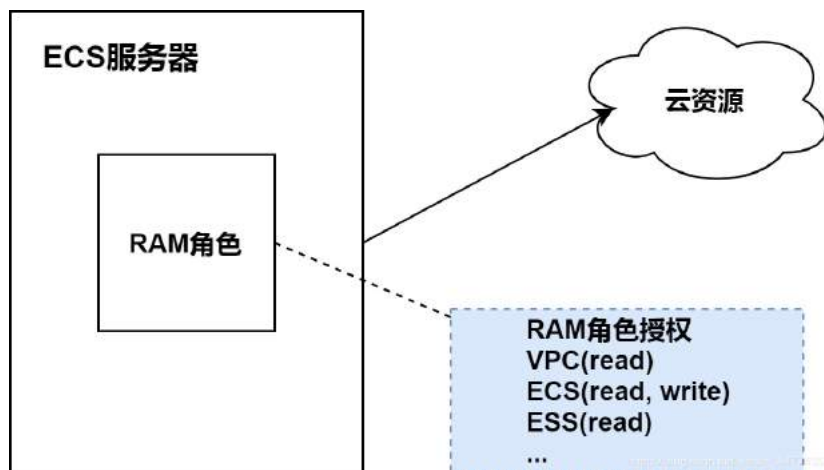 ECS服务器
云资源
RAM角色
RAM角色授权
VPC(read)
ECS(read, write)
ESS(read)
...